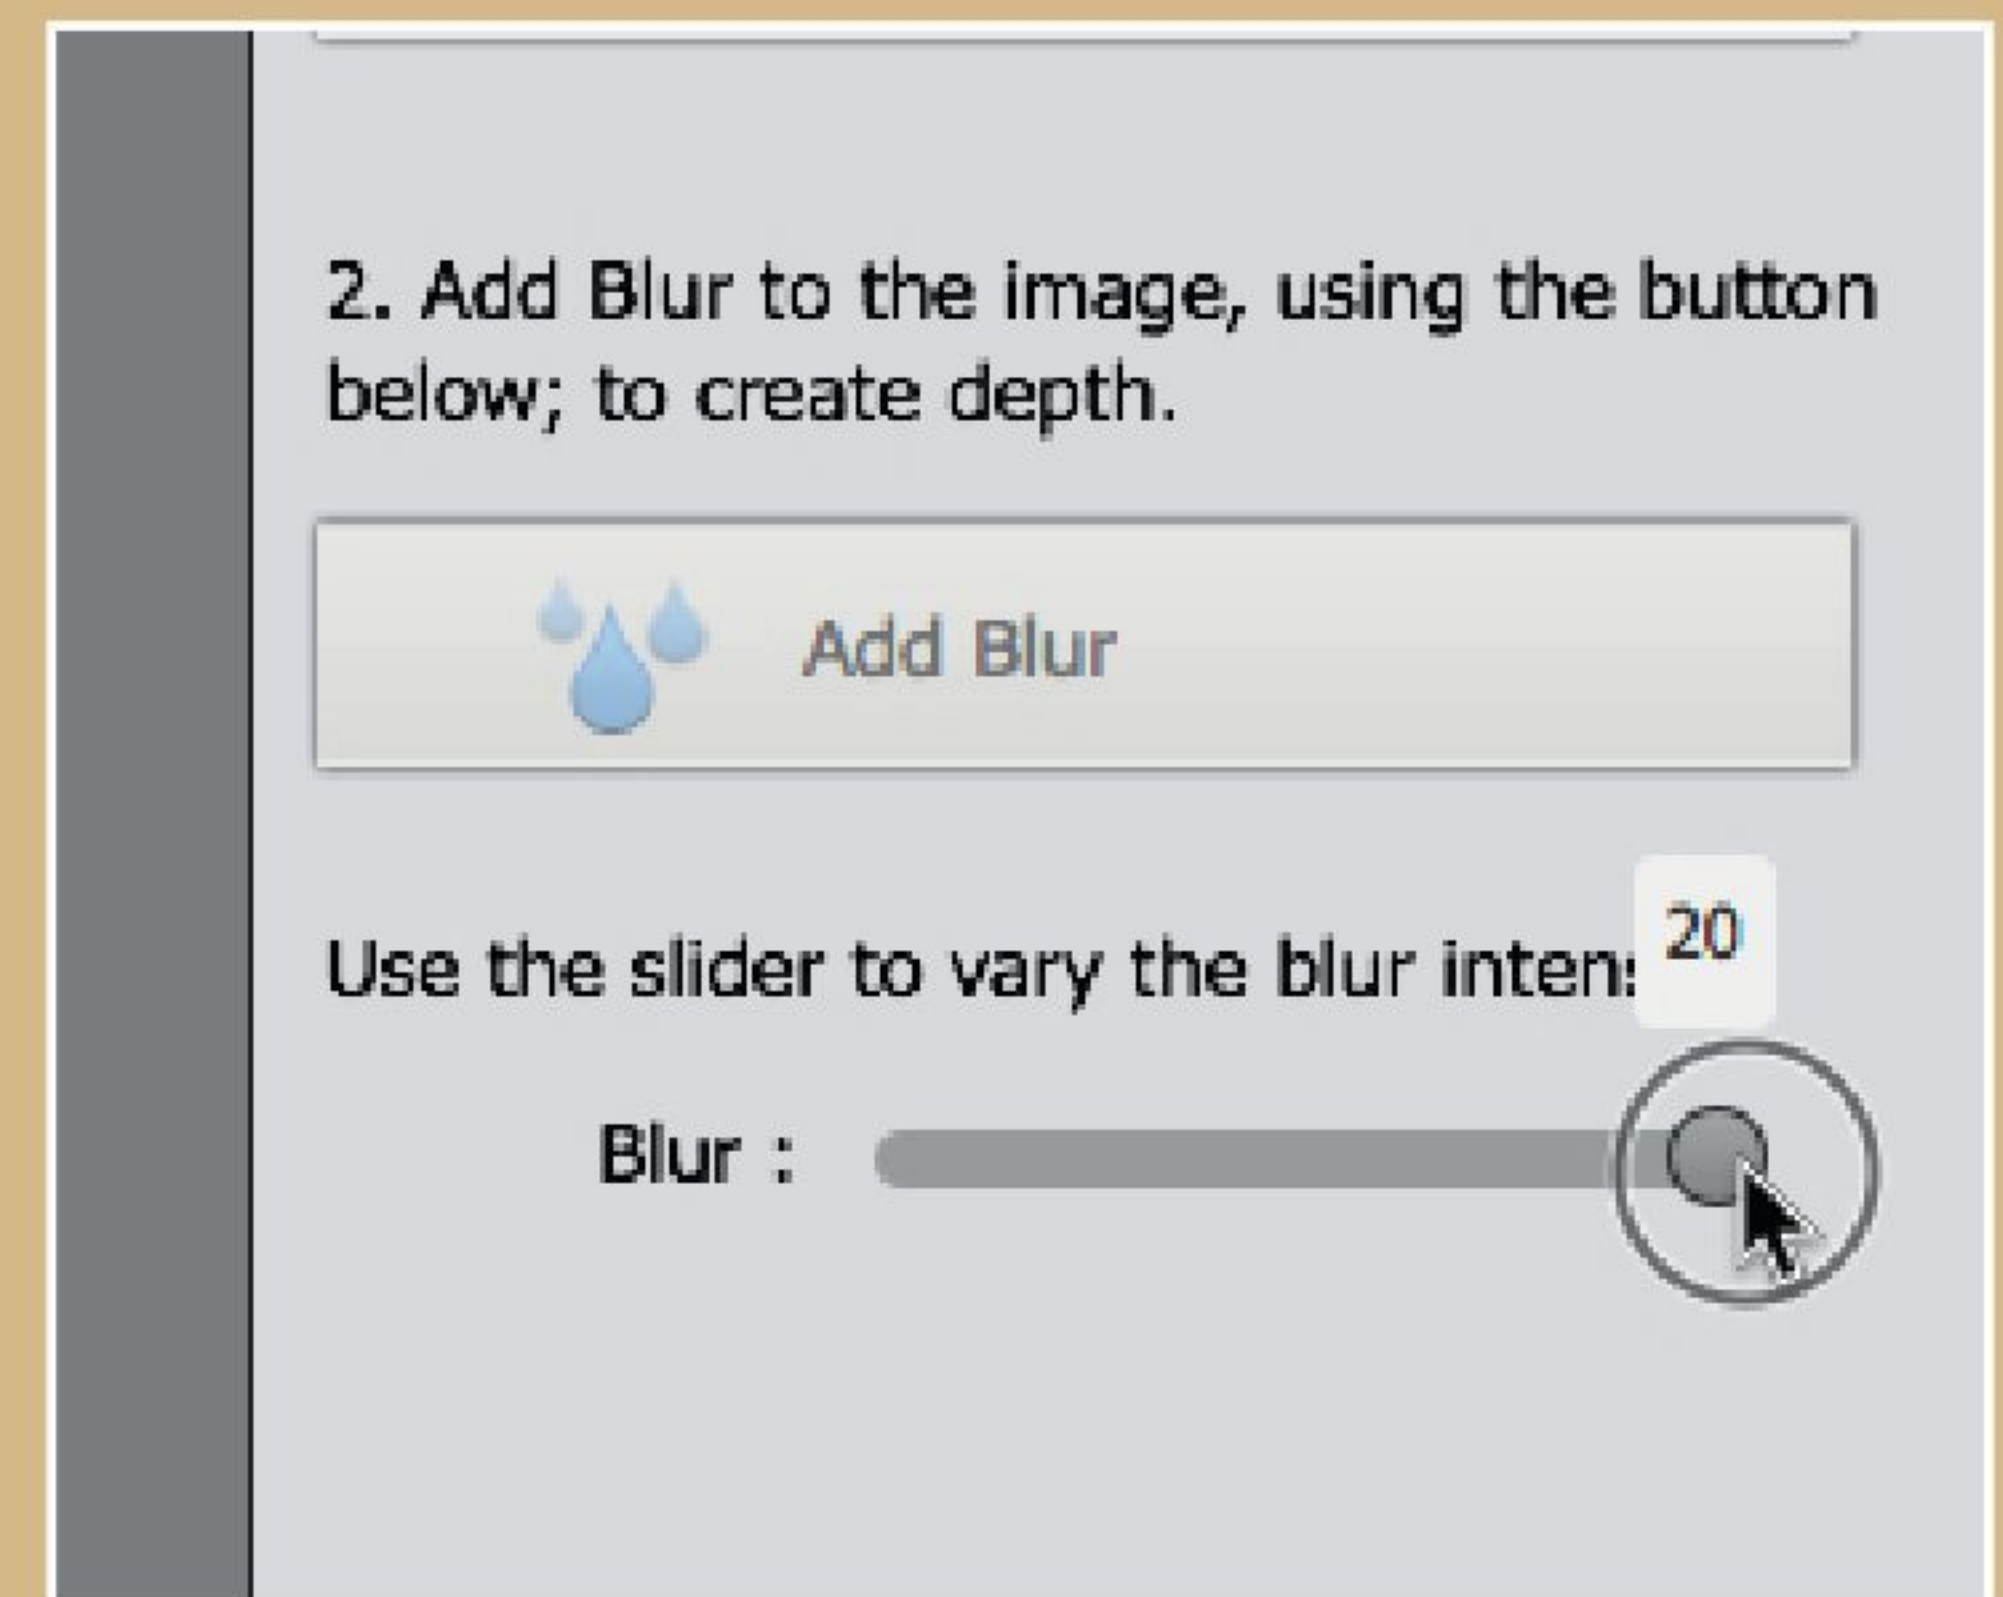 2. Add Blur to the image, using the button
below; to create depth.
Add Blur
20
Use the slider to vary the blur
Blur :